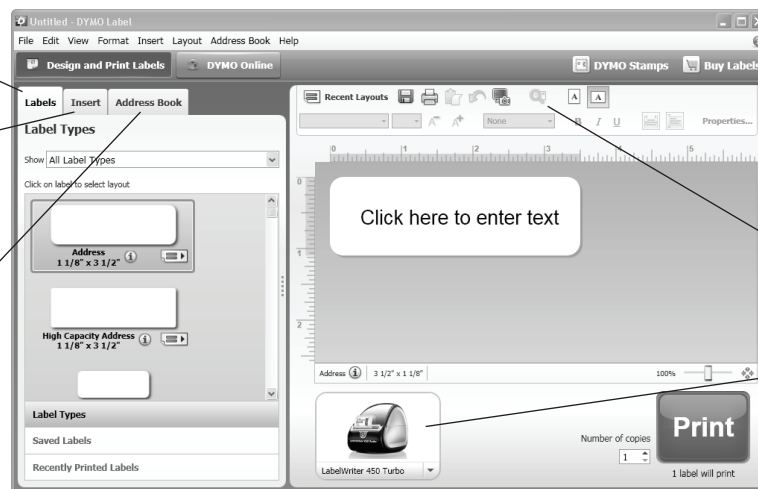 Untitled - DYMO Label
File Edit View Format Insert Layout Address Book Help
Design and Print Labels DYMO Online DYMO Stamps Buy Labels
Labels Insert Address Book
Label Types
Show All Label Types
Click on label to select layout
Address
1 1/8" x 3 1/2"
High Capacity Address
1 1/8" x 3 1/2"
Label Types
Saved Labels
Recently Printed Labels
Recent Layouts A A
A A None B I U Properties...
0 1 2 3 5
0
1
2
Click here to enter text
Address 3 1/2" x 1 1/8" 100%
LabelWriter 450 Turbo
Number of copies
1
Print
1 label will print